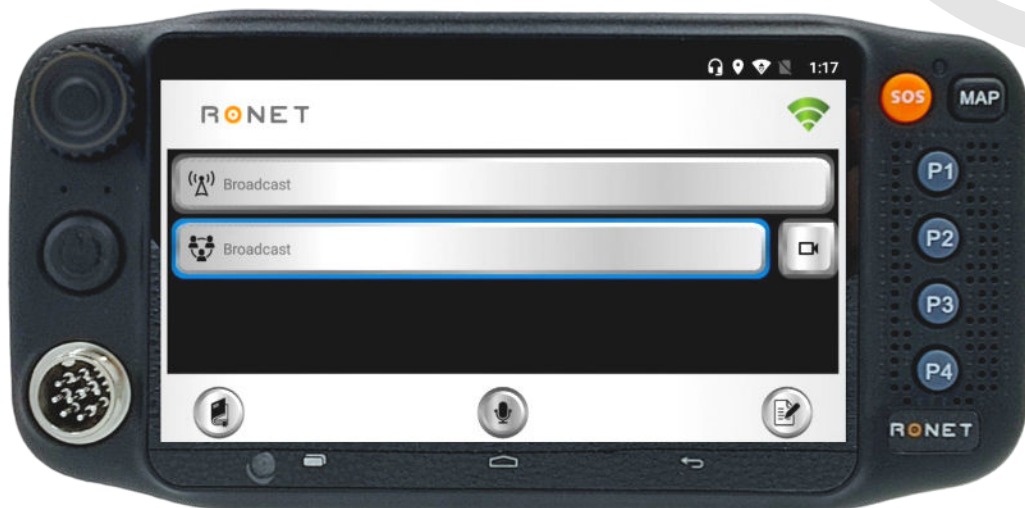 1:17
RONET
SOS
MAP
Broadcast
P1
Broadcast
P2
P3
P4
RONET